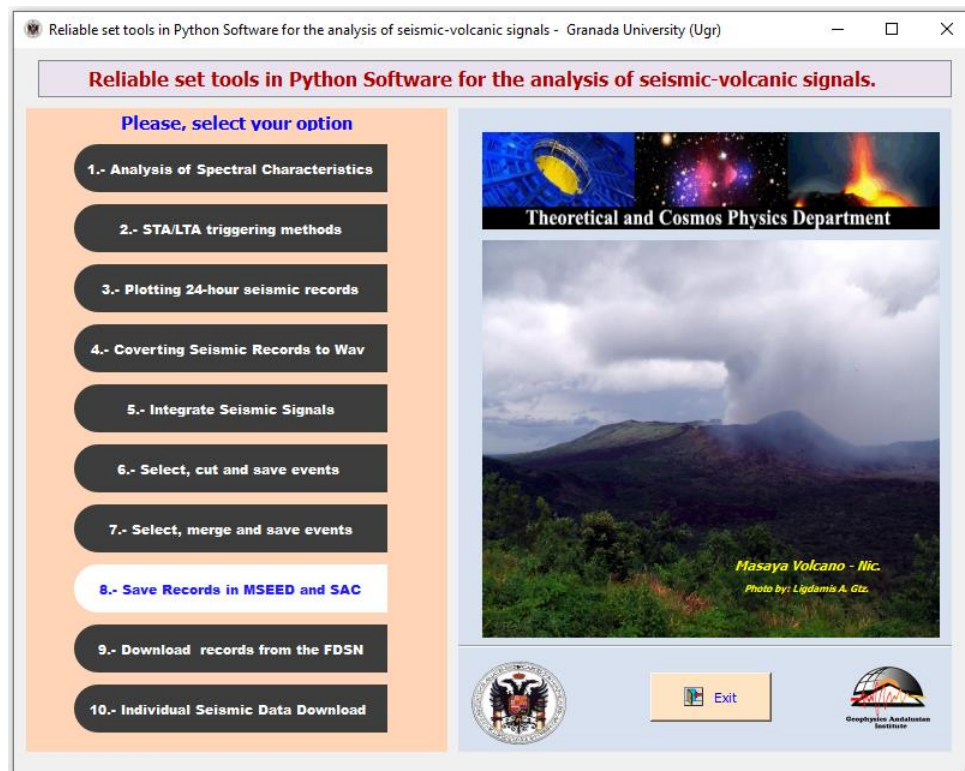 Reliable set tools in Python Software for the analysis of seismic-volcanic signals - Granada University (Ugr)
Reliable set tools in Python Software for the analysis of seismic-volcanic signals.
Please, select your option
1.- Analysis of Spectral Characteristics
2.- STA/LTA triggering methods
3.- Plotting 24-hour seismic records
4.- Coverting Seismic Records to Wav
5.- Integrate Seismic Signals
6.- Select, cut and save events
7.- Select, merge and save events
8.- Save Records in MSEED and SAC
9.- Download records from the FDSN
10.- Individual Seismic Data Download
Theoretical and Cosmos Physics Department
Masaya Volcano - Nic.
Photo by: Ligdamis A. Gtz.
Exit
Geophysics Andalusian
Institute